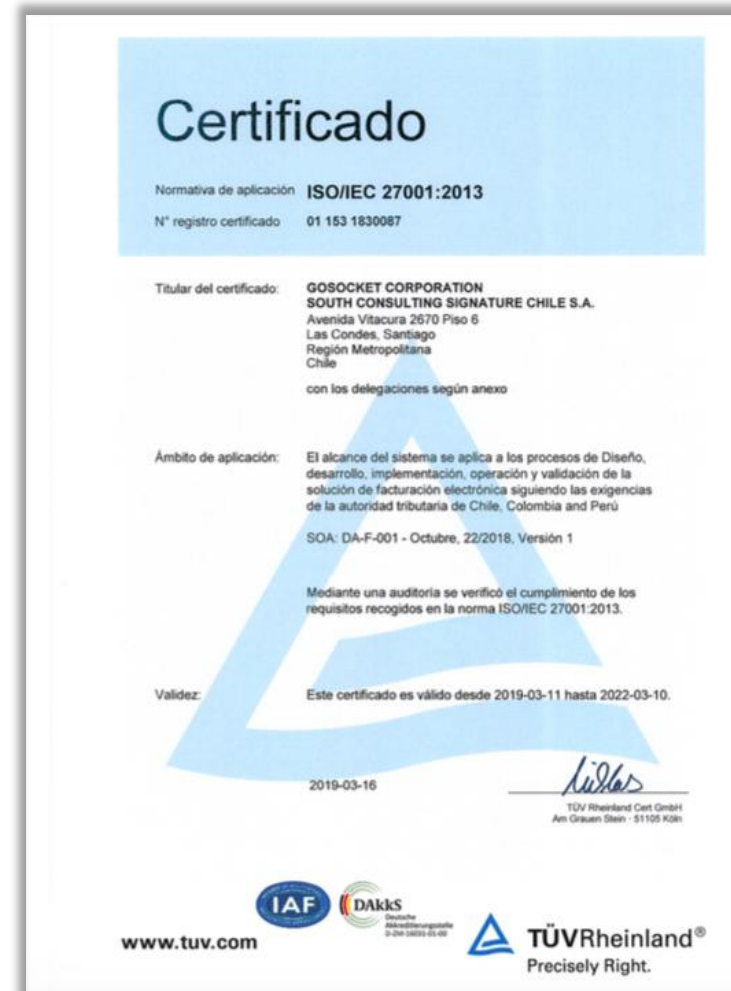 Certificado
Normativa de aplicación ISO/IEC 27001:2013
N° registro certificado 01 153 1830087
Titular del certificado: GOSOCKET CORPORATION
SOUTH CONSULTING SIGNATURE CHILE S.A.
Avenida Vitacura 2670 Piso 6
Las Condes, Santiago
Región Metropolitana
Chile
con los delegaciones según anexo
Ámbito de aplicación: El alcance del sistema se aplica a los procesos de Diseño,
desarrollo, implementación, operación y validación de la
solución de facturación electrónica siguiendo las exigencias
de la autoridad tributaria de Chile, Colombia and Perú
SOA: DA-F-001 - Octubre, 22/2018, Versión 1
Mediante una auditoría se verificó el cumplimiento de los
requisitos recogidos en la norma ISO/IEC 27001:2013.
Validez: Este certificado es válido desde 2019-03-11 hasta 2022-03-10.
2019-03-16
TÜV Rheinland Cert GmbH
Am Grauen Stein · 51105 Köln
IAF
DAkkS
Deutsche
Akkreditierungsstelle
D-ZM-16031-01-00
www.tuv.com
TÜVRheinland®
Precisely Right.